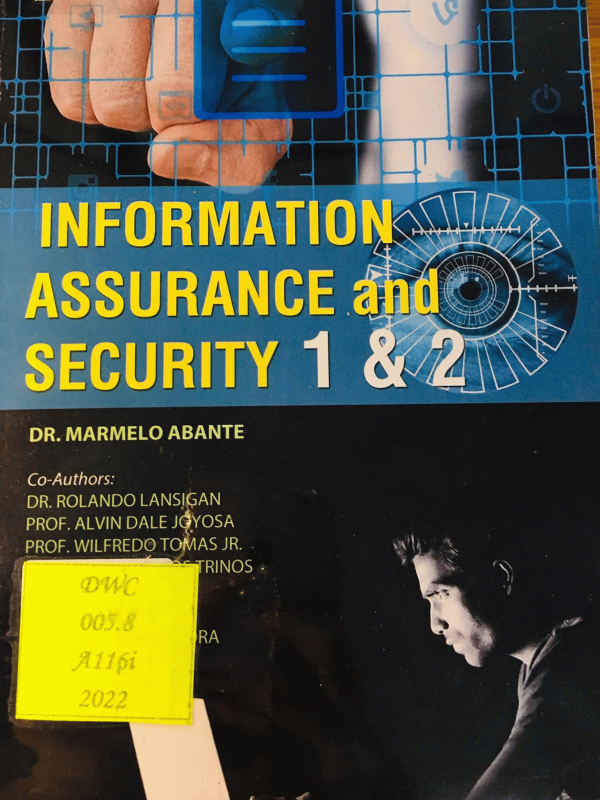 INFORMATION
ASSURANCE and
SECURITY 1 & 2
DR. MARMELO ABANTE
Co-Authors:
DR. ROLANDO LANSIGAN
PROF. ALVIN DALE JOYOSA
PROF. WILFREDO TOMAS JR.
TRINOS
DWC
005.8
2022